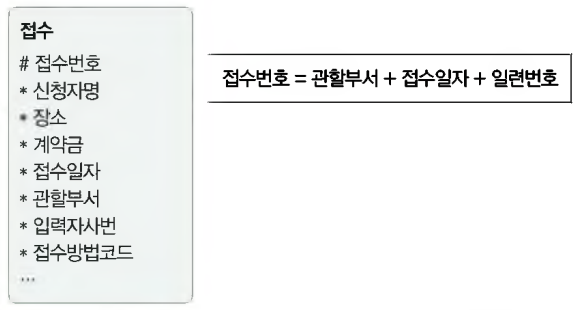 접수
# 접수번호
* 신청자명
* 장소
* 계약금
* 접수일자
* 관할부서
* 입력자사번
* 접수방법코드
...
접수번호 = 관할부서 + 접수일자 + 일련번호